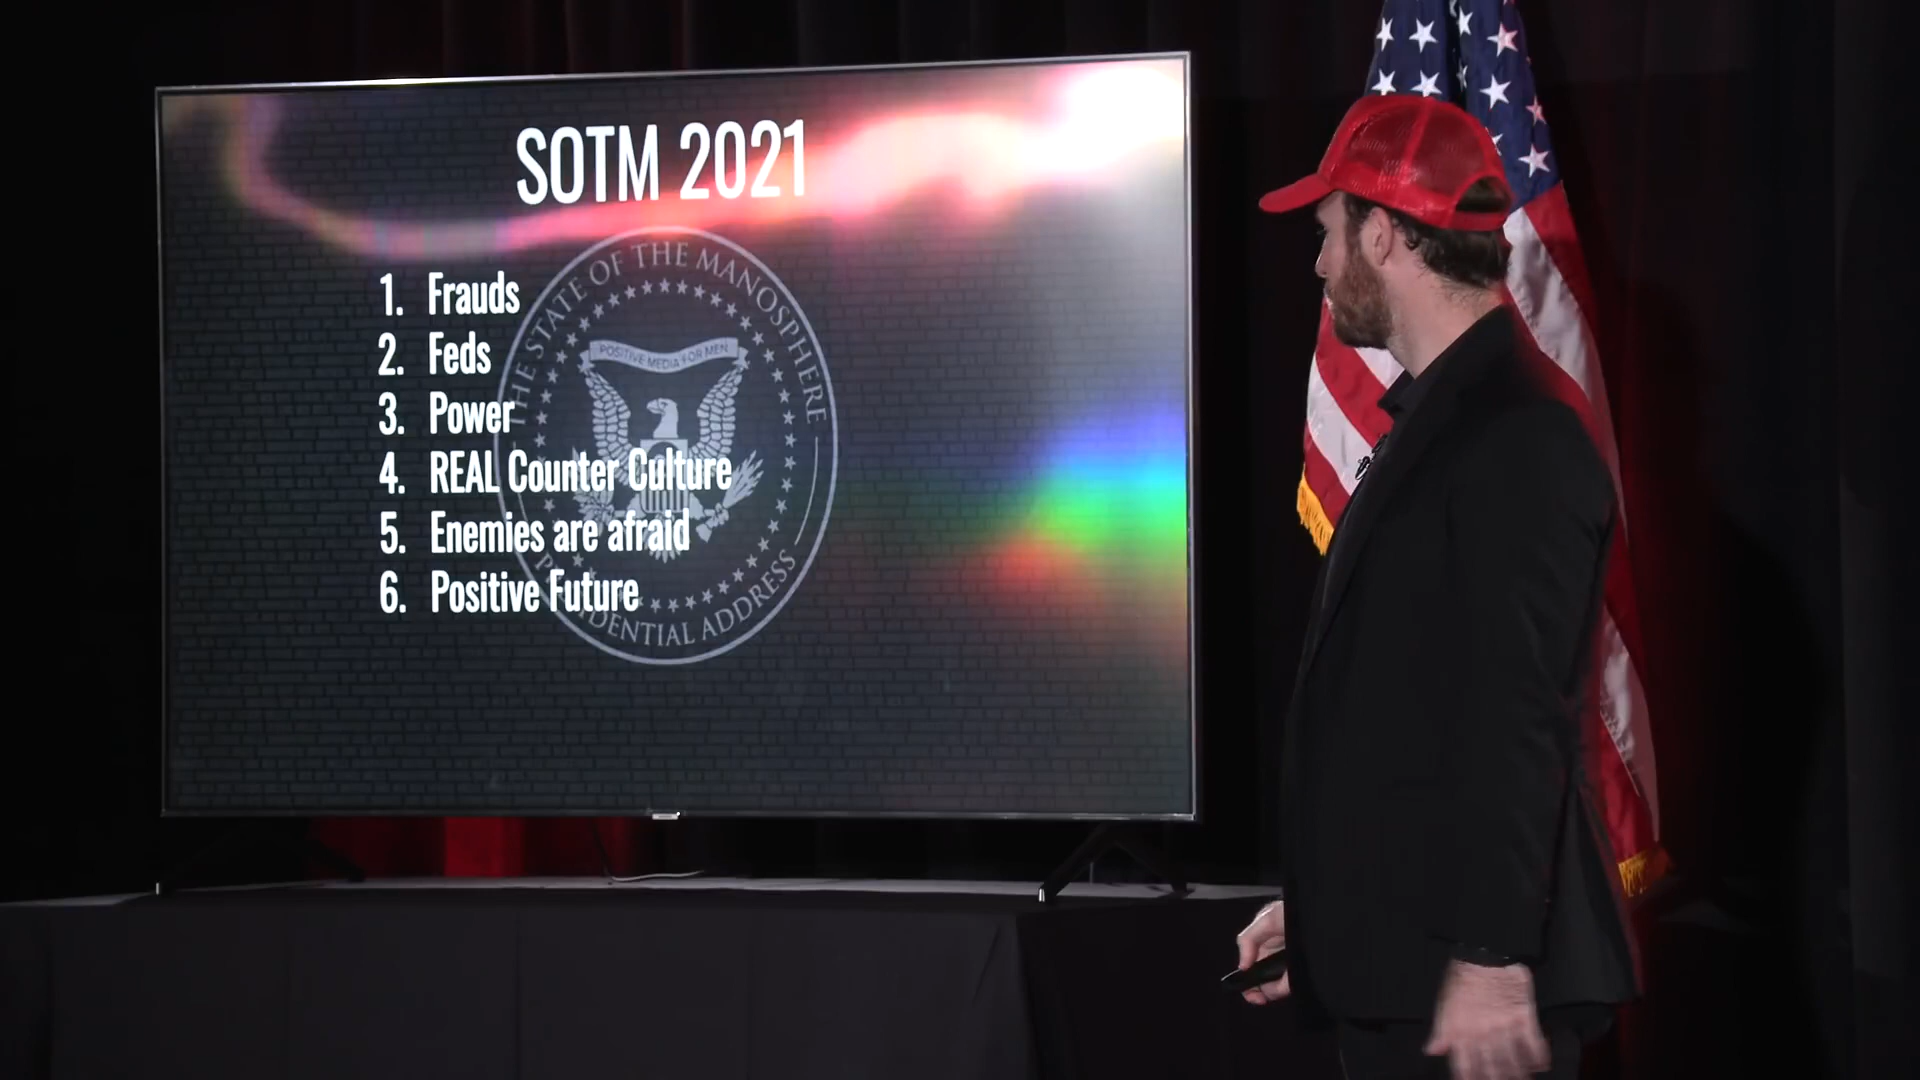 SOTM 2021
THE STATE OF THE MANOSPHERE
POSITIVE MEDIA FOR MEN
1. Frauds
2. Feds
3. Power
4. REAL Counter Culture
5. Enemies are afraid
6. Positive Future
PRESIDENTIAL ADDRESS